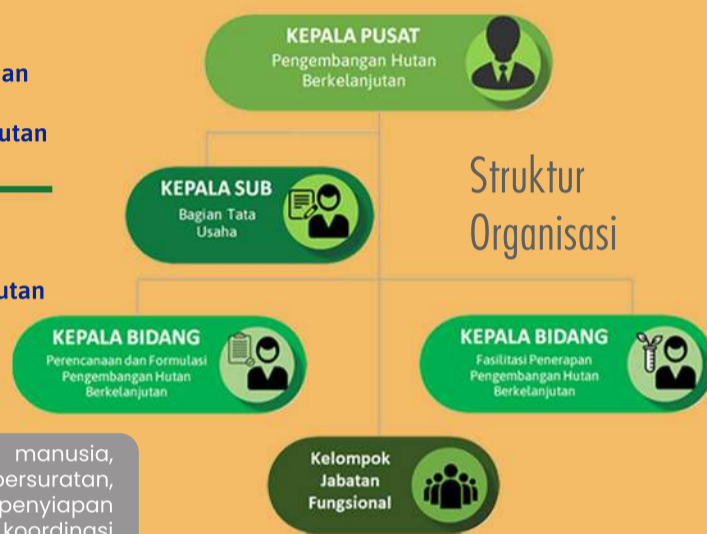 KEPALA PUSAT
Pengembangan Hutan
Berkelanjutan
an
utan
utan
KEPALA SUB
Bagian Tata
Usaha
Struktur
Organisasi
KEPALA BIDANG
Perencanaan dan Formulasi
Pengembangan Hutan
Berkelanjutan
KEPALA BIDANG
Fasilitasi Penerapan
Pengembangan Hutan
Berkelanjutan
Kelompok
Jabatan
Fungsional
manusia,
persuratan,
penyiapan
koordinasi